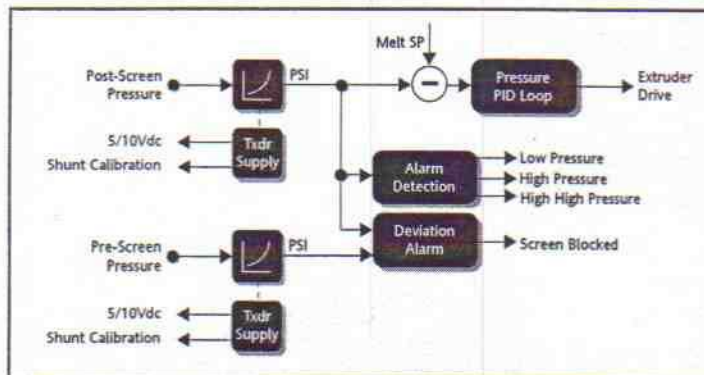 Melt SP
Post-Screen
Pressure
PSI
Pressure
PID Loop
Extruder
Drive
5/10Vdc
Shunt Calibration
Txdr
Supply
Alarm
Detection
Low Pressure
High Pressure
High High Pressure
Pre-Screen
Pressure
PSI
Deviation
Alarm
Screen Blocked
5/10Vdc
Shunt Calibration
Txdr
Supply